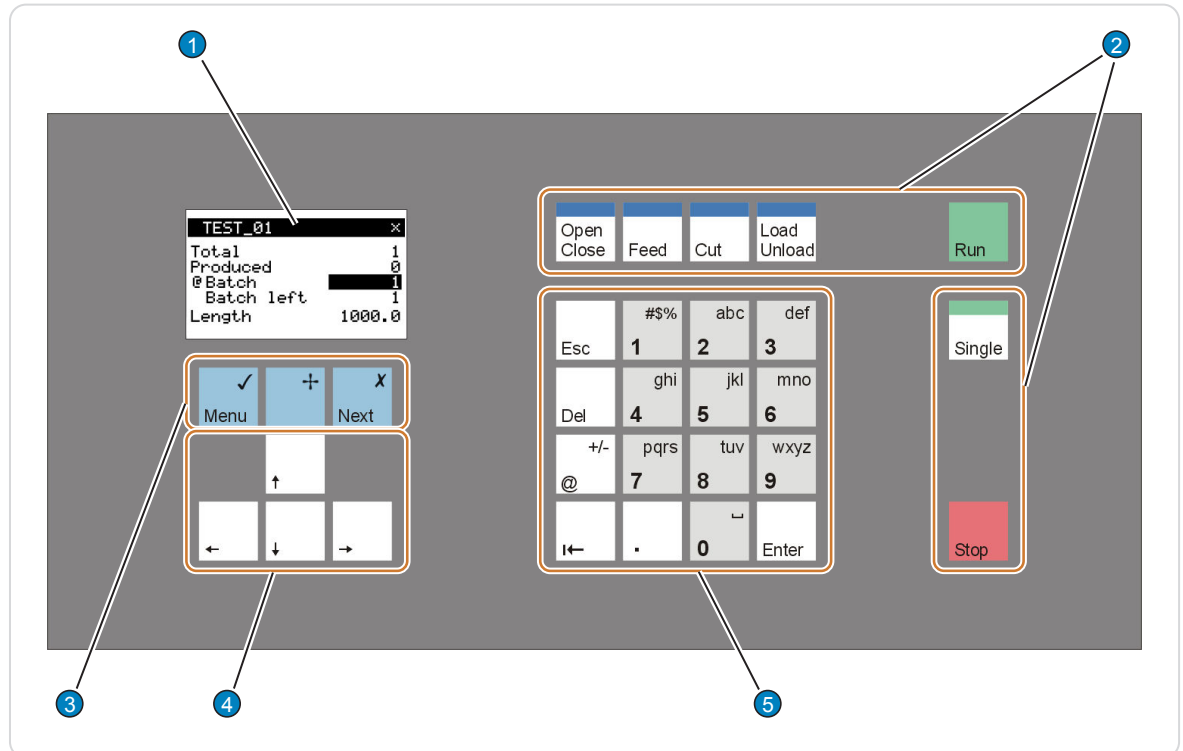 1
2
TEST_01 ×
Total 1
Produced 0
@Batch 1
Batch left 1
Length 1000.0
Open
Close
Feed
Cut
Load
Unload
Run
✓
Menu
✗
Next
Esc
#$%
1
abc
2
def
3
Single
Del
ghi
4
jkl
5
mno
6
+/-
@
pqrs
7
tuv
8
wxyz
9
↑
←
↓
→
I←
.
␣
0
Enter
Stop
3
4
5